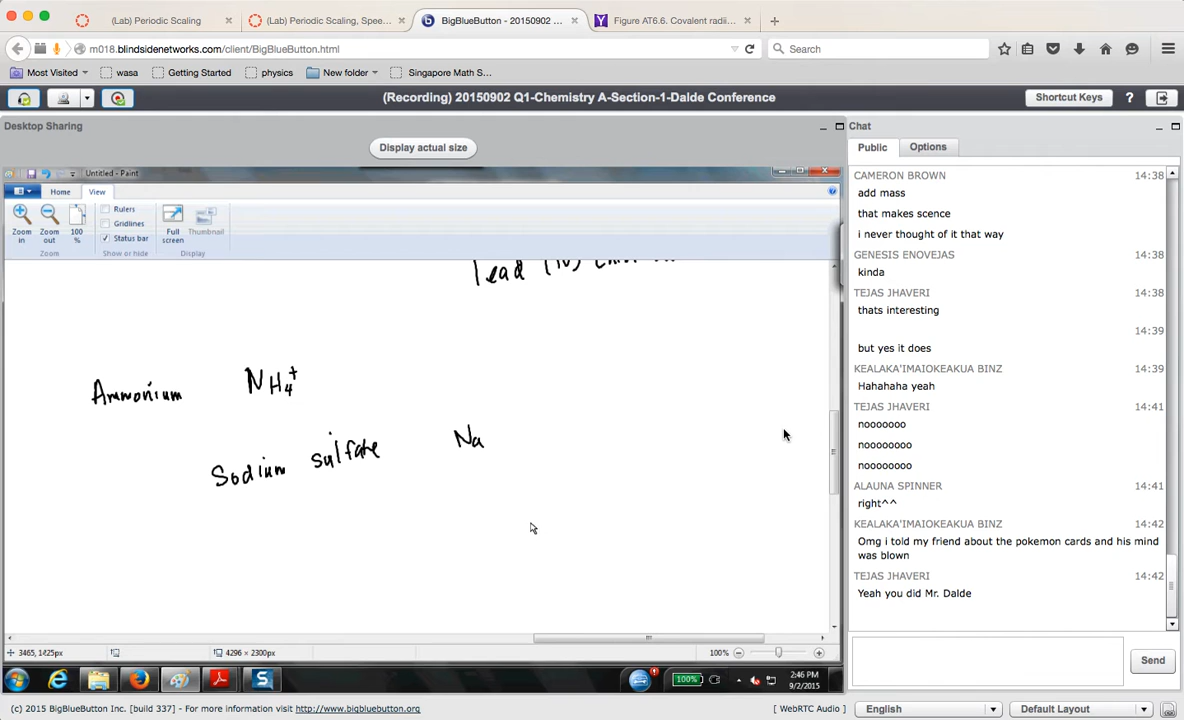 (Lab) Periodic Scaling
(Lab) Periodic Scaling, Spee...
BigBlueButton - 20150902 ...
Figure AT6.6. Covalent radii...
m018.blindsidenetworks.com/client/BigBlueButton.html
Search
Most Visited
wasa
Getting Started
physics
New folder
Singapore Math S...
(Recording) 20150902 Q1-Chemistry A-Section-1-Dalde Conference
Shortcut Keys
?
Desktop Sharing
Chat
Display actual size
Public
Options
Untitled - Paint
Home
View
Zoom in
Zoom out
100 %
Rulers
Gridlines
Status bar
Full screen
Thumbnail
Zoom
Show or hide
Display
lead (IV)
Ammonium NH4+
Sodium sulfate Na
3465, 1425px
4296 × 2300px
100%
100%
2:46 PM
9/2/2015
CAMERON BROWN 14:38
add mass
that makes scence
i never thought of it that way
GENESIS ENOVEJAS 14:38
kinda
TEJAS JHAVERI 14:38
thats interesting
14:39
but yes it does
KEALAKA'IMAIOKEAKUA BINZ 14:39
Hahahaha yeah
TEJAS JHAVERI 14:41
nooooooo
noooooooo
noooooooo
ALAUNA SPINNER 14:41
right^^
KEALAKA'IMAIOKEAKUA BINZ 14:42
Omg i told my friend about the pokemon cards and his mind
was blown
TEJAS JHAVERI 14:42
Yeah you did Mr. Dalde
Send
(c) 2015 BigBlueButton Inc. [build 337] - For more information visit http://www.bigbluebutton.org
[ WebRTC Audio ]
English
Default Layout